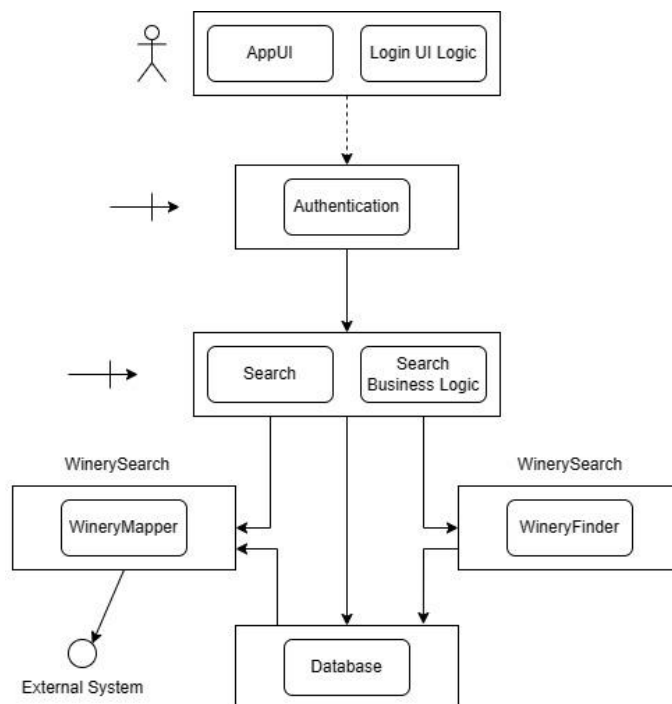 AppUI
Login UI Logic
Authentication
Search
Search
Business Logic
WinerySearch
WinerySearch
WineryMapper
WineryFinder
Database
External System